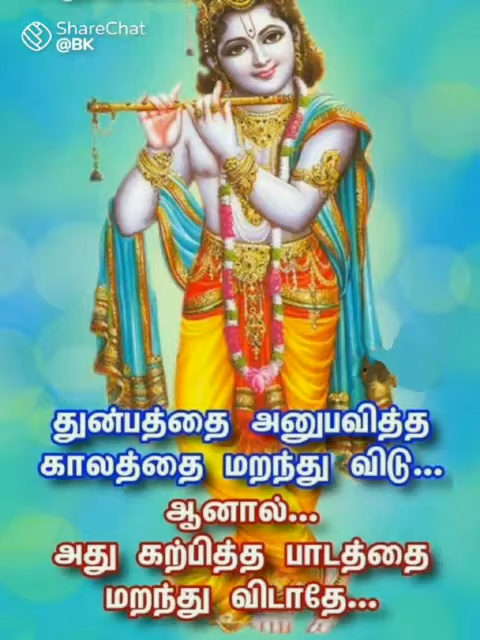 ShareChat
@BK
துன்பத்தை அனுபவித்த
காலத்தை மறந்து விடு...
ஆனால்...
அது கற்பித்த பாடத்தை
மறந்து விடாதே...